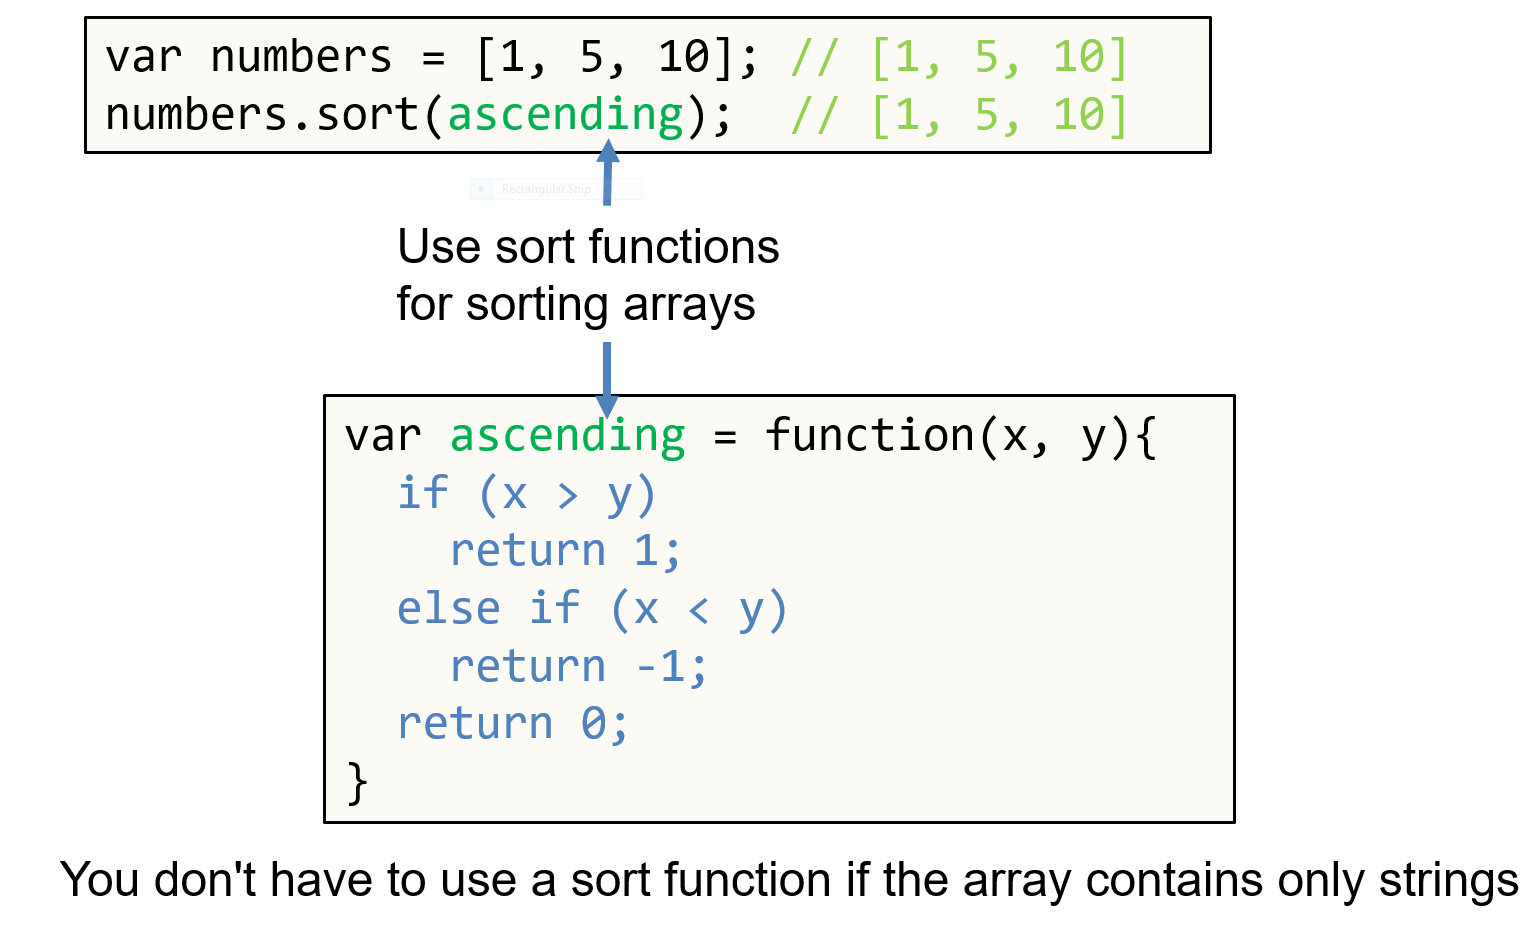 var numbers = [1, 5, 10]; // [1, 5, 10]
numbers.sort(ascending);  // [1, 5, 10]
Rectangular Snip
Use sort functions
for sorting arrays
var ascending = function(x, y){
  if (x > y)
    return 1;
  else if (x < y)
    return -1;
  return 0;
}
You don't have to use a sort function if the array contains only strings